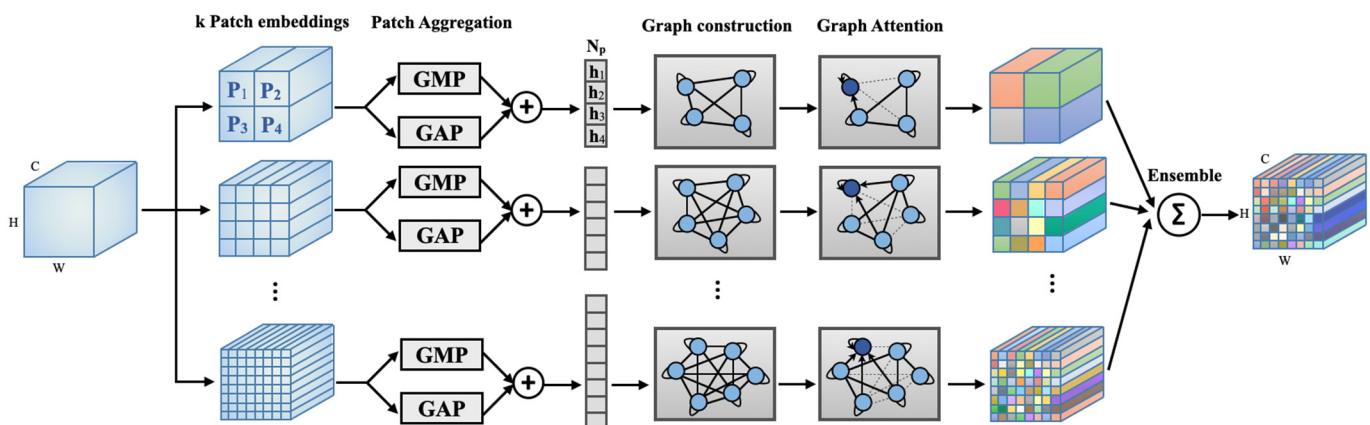 k Patch embeddings
Patch Aggregation
Graph construction
Graph Attention
Nₚ
P₁ P₂
P₃ P₄
GMP
GAP
+
h₁
h₂
h₃
h₄
C
H
W
GMP
GAP
+
...
...
...
GMP
GAP
+
Ensemble
Σ
C
H
W